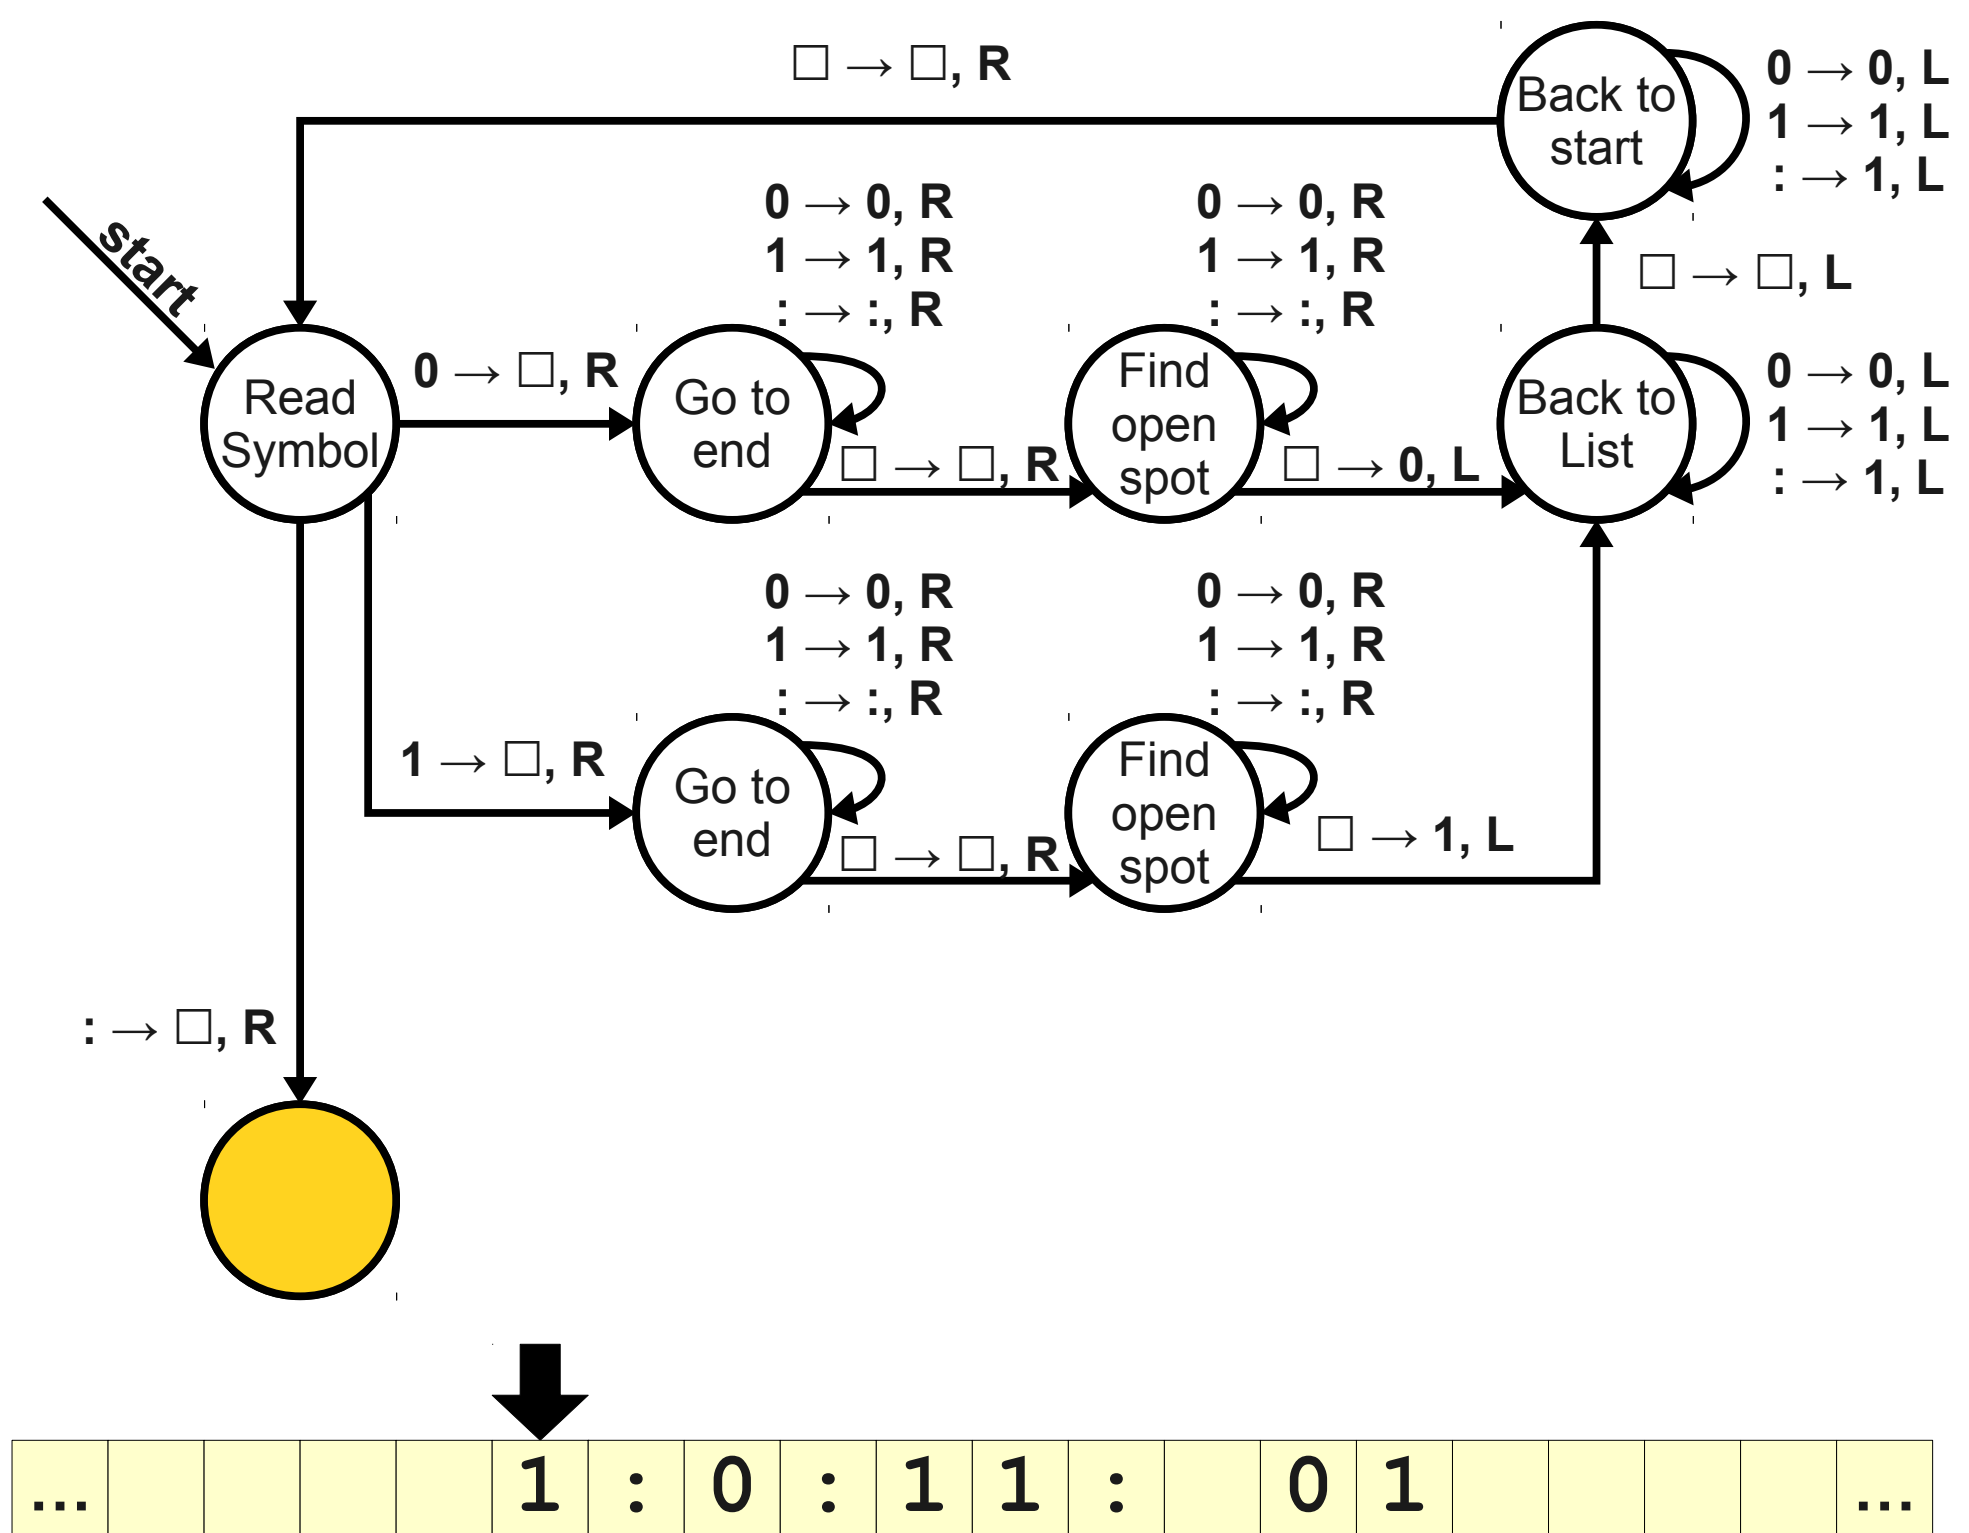 □ → □, R
Back to
start
0 → 0, L
1 → 1, L
: → 1, L
start
0 → 0, R
1 → 1, R
: → :, R
0 → 0, R
1 → 1, R
: → :, R
□ → □, L
Read
Symbol
0 → □, R
Go to
end
□ → □, R
Find
open
spot
□ → 0, L
Back to
List
0 → 0, L
1 → 1, L
: → 1, L
0 → 0, R
1 → 1, R
: → :, R
0 → 0, R
1 → 1, R
: → :, R
1 → □, R
Go to
end
□ → □, R
Find
open
spot
□ → 1, L
: → □, R
... 1 : 0 : 1 1 : 0 1 ...